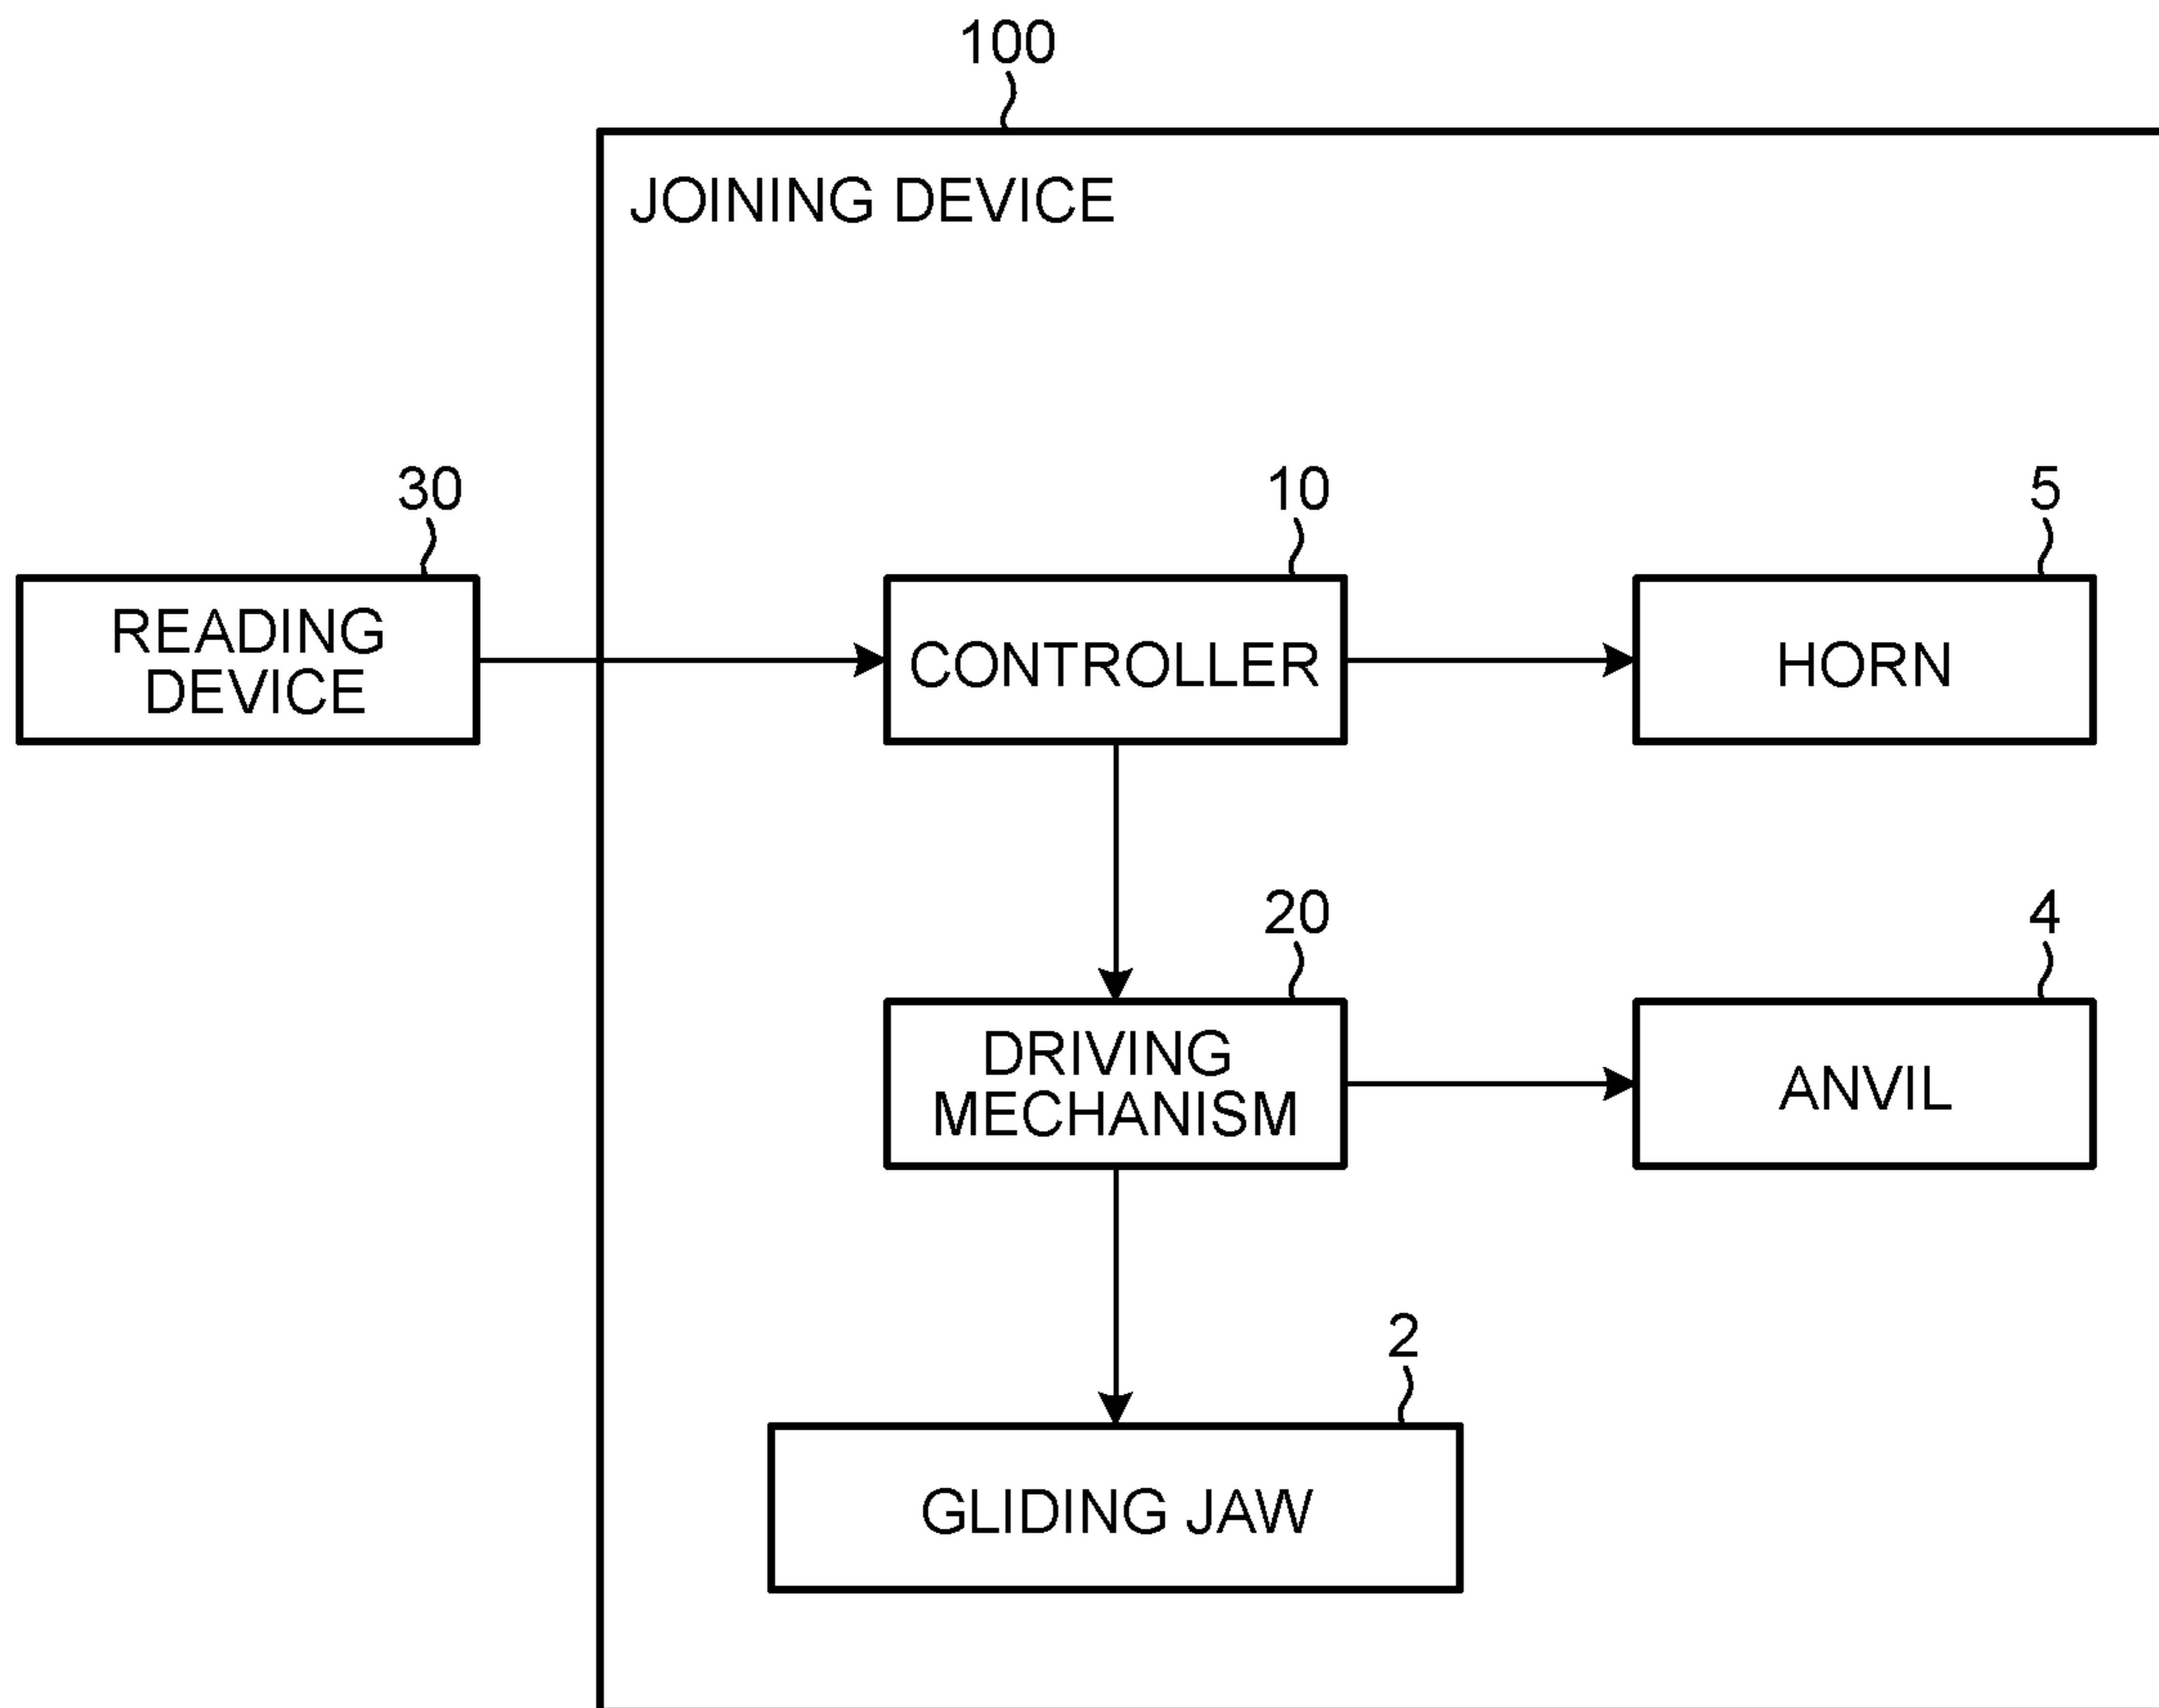 100
JOINING DEVICE
30
10
5
READING
DEVICE
CONTROLLER
HORN
20
4
DRIVING
MECHANISM
ANVIL
2
GLIDING JAW